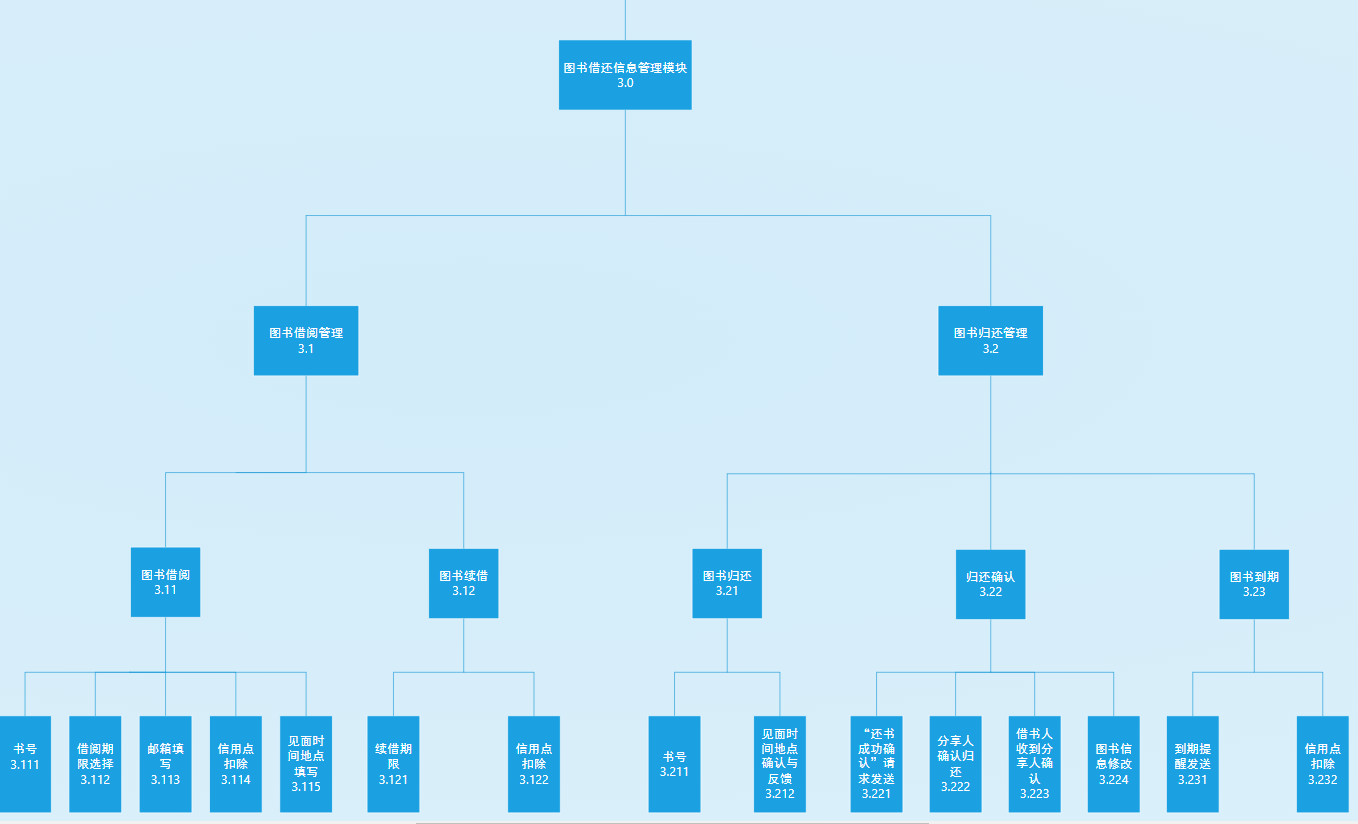 图书借还信息管理模块
3.0
图书借阅管理
3.1
图书归还管理
3.2
图书借阅
3.11
图书续借
3.12
图书归还
3.21
归还确认
3.22
图书到期
3.23
书号
3.111
借阅期
限选择
3.112
邮箱填
写
3.113
信用点
扣除
3.114
见面时
间地点
填写
3.115
续借期
限
3.121
信用点
扣除
3.122
书号
3.211
见面时
间地点
确认与
反馈
3.212
“还书
成功确
认”请
求发送
3.221
分享人
确认归
还
3.222
借书人
收到分
享人确
认
3.223
图书信
息修改
3.224
到期提
醒发送
3.231
信用点
扣除
3.232